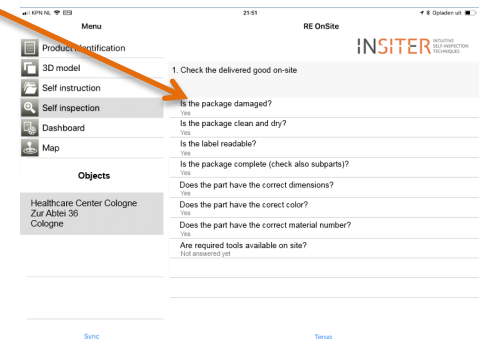 KPN NL
21:51
Opladen uit
Menu
RE OnSite
INSITER INTUITIVE
SELF-INSPECTION
TECHNIQUES
Product identification
3D model
Self instruction
Self inspection
Dashboard
Map
Objects
Healthcare Center Cologne
Zur Abtei 36
Cologne
Sync
1. Check the delivered good on-site
Is the package damaged?
Yes
Is the package clean and dry?
Yes
Is the label readable?
Yes
Is the package complete (check also subparts)?
Yes
Does the part have the correct dimensions?
Yes
Does the part have the corect color?
Yes
Does the part have the correct material number?
Yes
Are required tools available on site?
Not answered yet
Terug